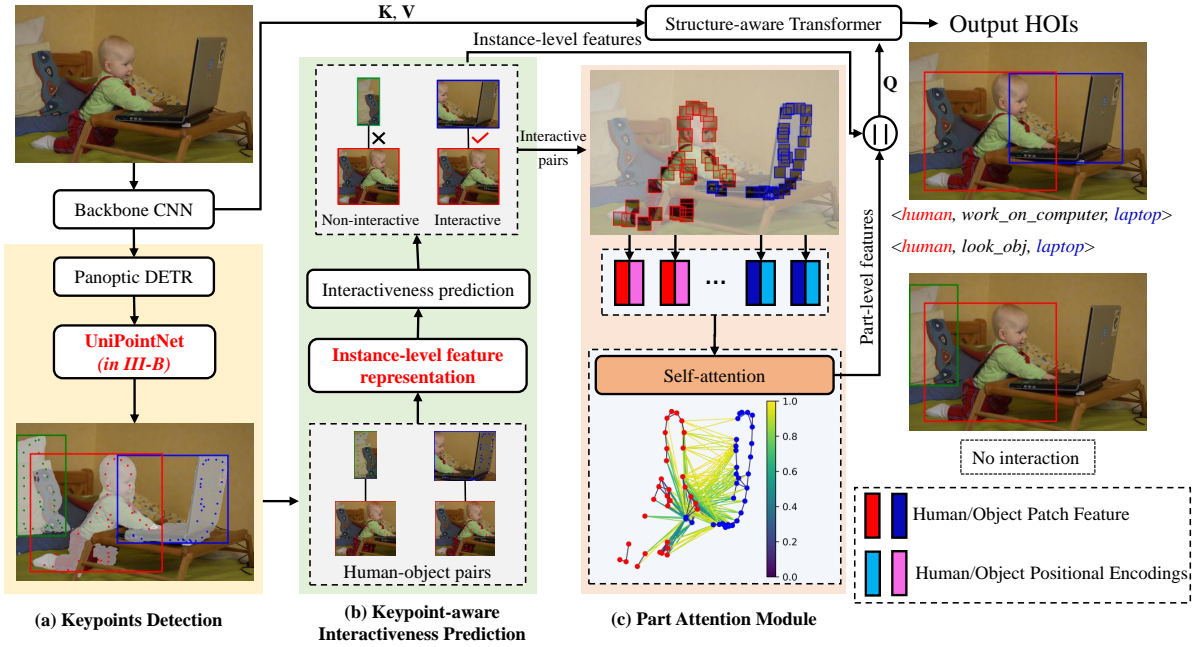 K, V
Structure-aware Transformer
Output HOIs
Instance-level features
Q
Interactive
pairs
Non-interactive
Interactive
Backbone CNN
Panoptic DETR
UniPointNet
(in III-B)
Interactiveness prediction
Instance-level feature
representation
Human-object pairs
...
Part-level features
Self-attention
1.0
0.8
0.6
0.4
0.2
0.0
<human, work_on_computer, laptop>
<human, look_obj, laptop>
No interaction
Human/Object Patch Feature
Human/Object Positional Encodings
(a) Keypoints Detection
(b) Keypoint-aware
Interactiveness Prediction
(c) Part Attention Module